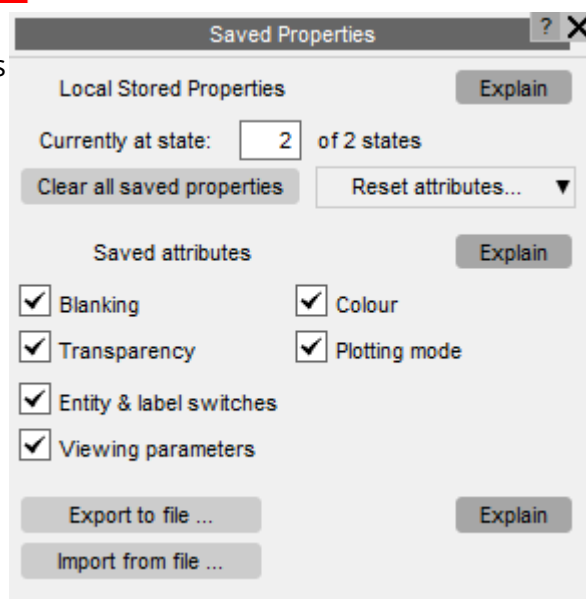 Saved Properties ? X
s
Local Stored Properties Explain
Currently at state: 2 of 2 states
Clear all saved properties Reset attributes... ▼
Saved attributes Explain
Blanking Colour
Transparency Plotting mode
Entity & label switches
Viewing parameters
Export to file ... Explain
Import from file ...